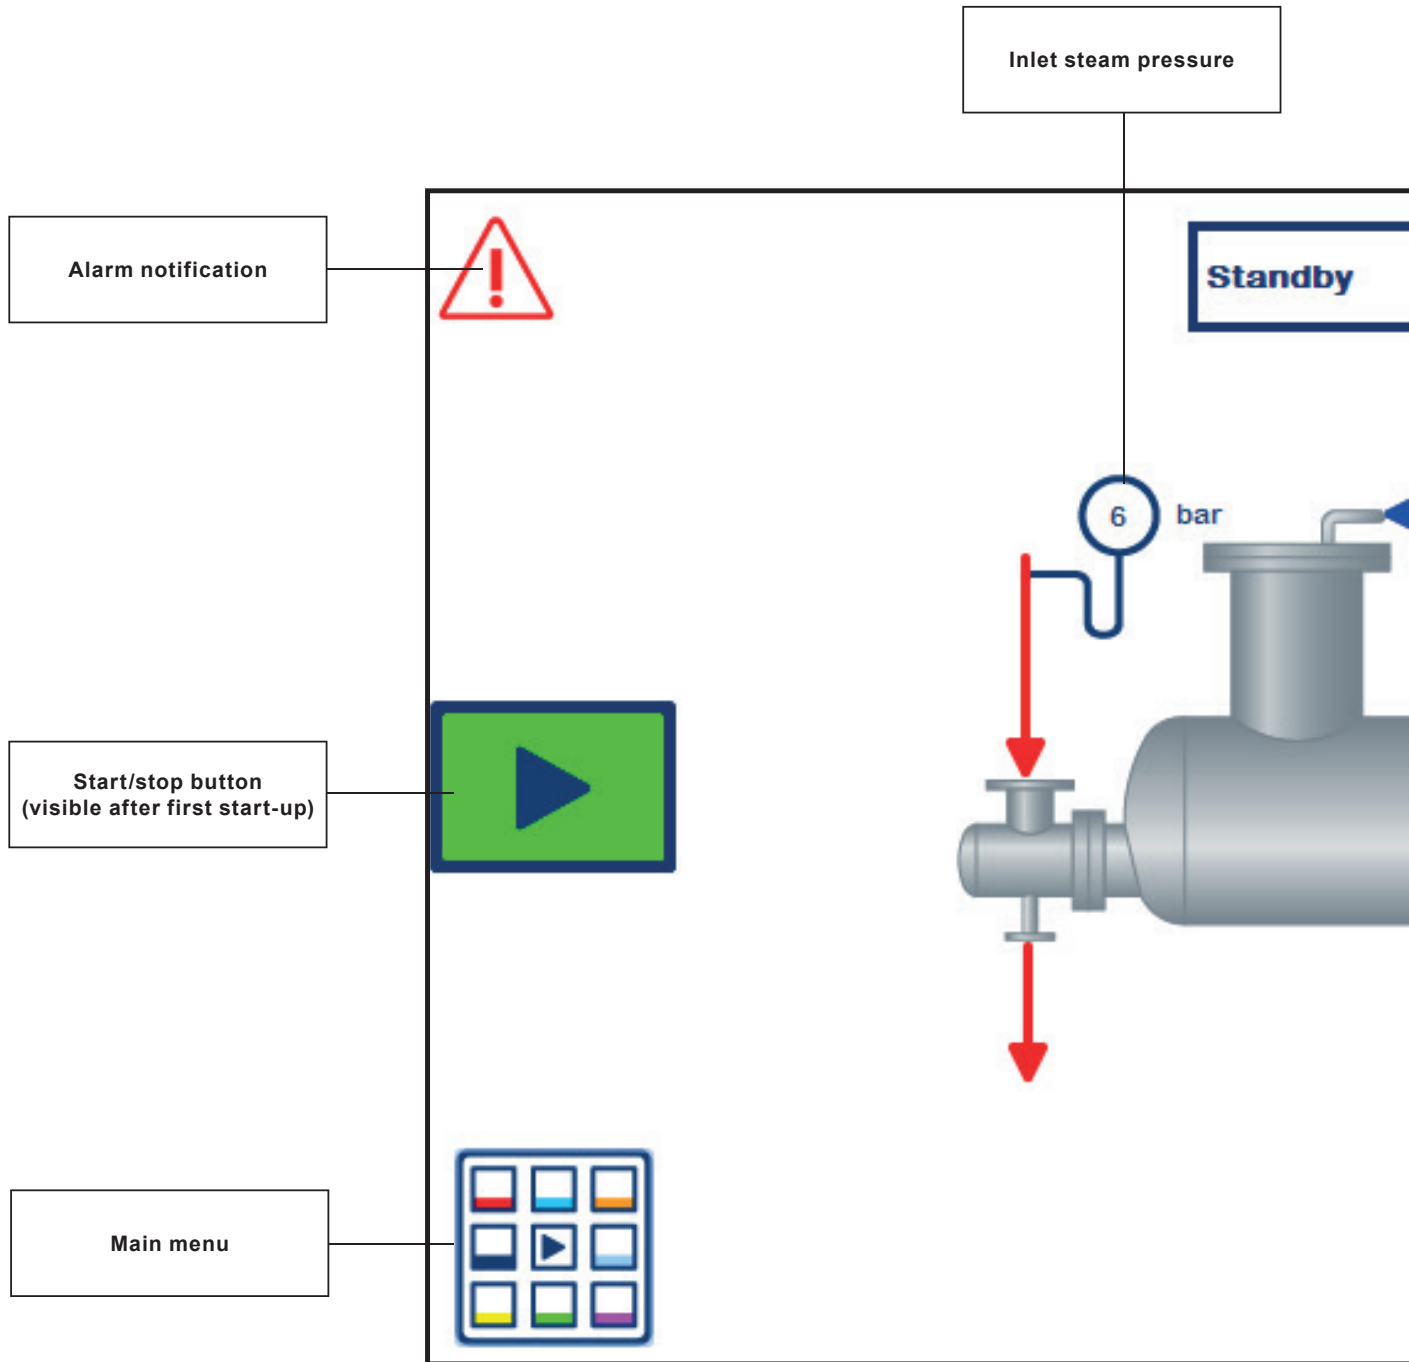 Inlet steam pressure
Alarm notification
Standby
6 bar
Start/stop button
(visible after first start-up)
Main menu